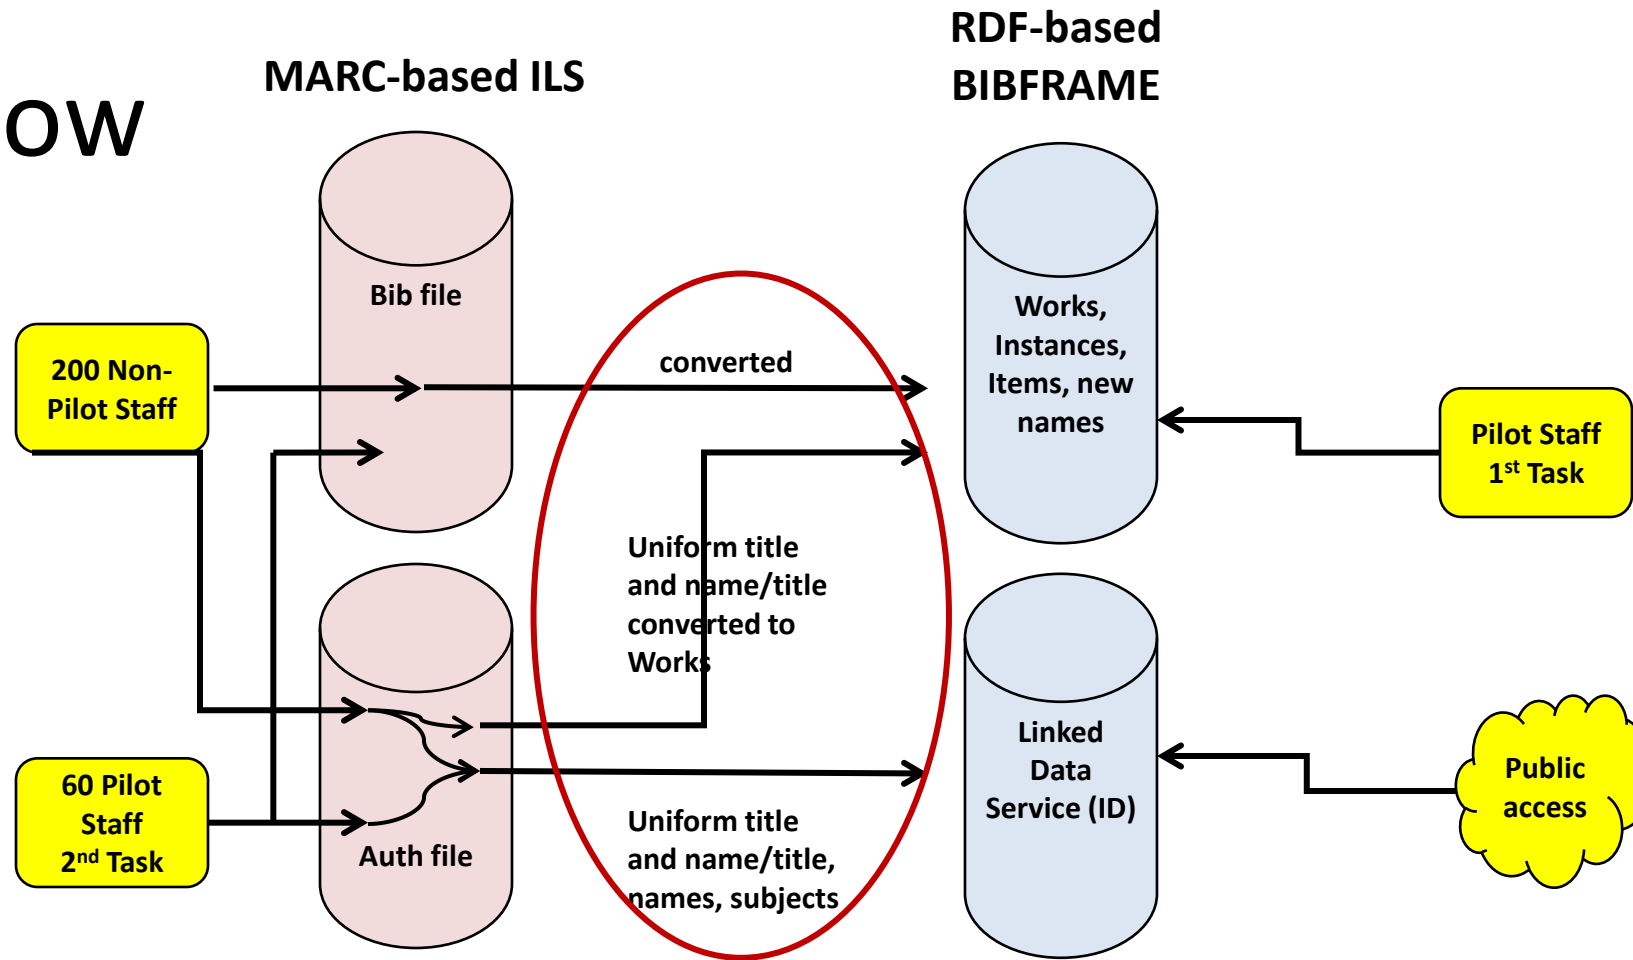 ow
MARC-based ILS
RDF-based
BIBFRAME
Bib file
200 Non-
Pilot Staff
converted
Works,
Instances,
Items, new
names
Pilot Staff
1st Task
Uniform title
and name/title
converted to
Works
60 Pilot
Staff
2nd Task
Auth file
Uniform title
and name/title,
names, subjects
Linked
Data
Service (ID)
Public
access